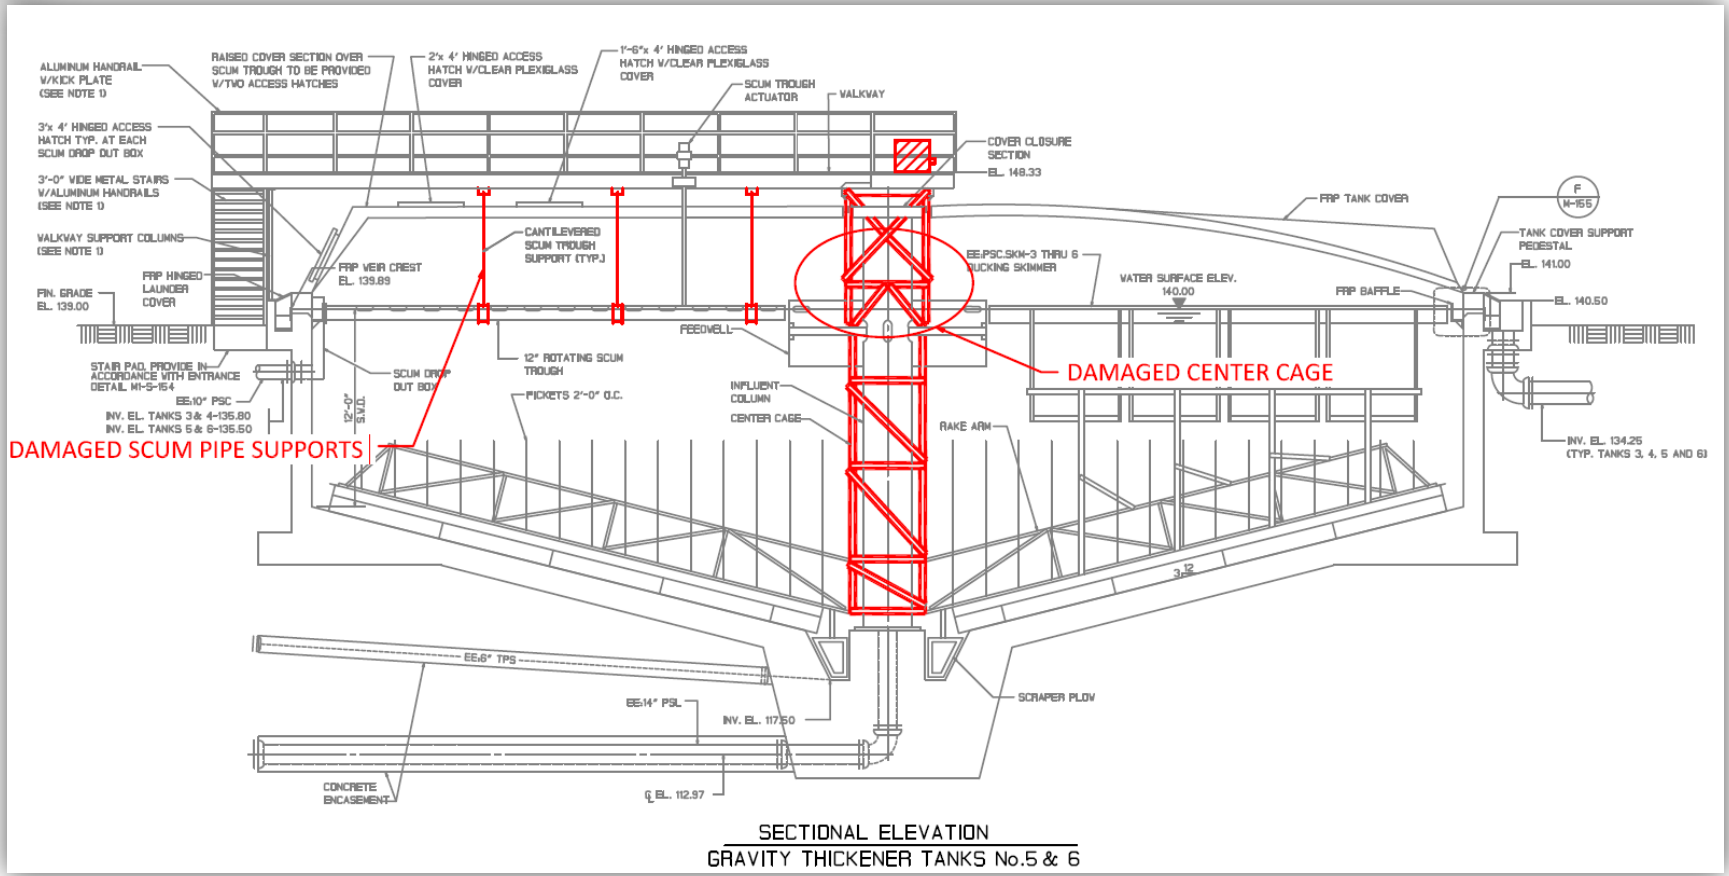 ALUMINUM HANDRAIL
W/KICK PLATE
(SEE NOTE 1)
RAISED COVER SECTION OVER
SCUM TROUGH TO BE PROVIDED
W/TWO ACCESS HATCHES
2'x 4' HINGED ACCESS
HATCH W/CLEAR PLEXIGLASS
COVER
1'-6"x 4' HINGED ACCESS
HATCH W/CLEAR PLEXIGLASS
COVER
SCUM TROUGH
ACTUATOR
WALKWAY
3'x 4' HINGED ACCESS
HATCH TYP. AT EACH
SCUM DROP OUT BOX
COVER CLOSURE
SECTION
EL. 148.33
3'-0" WIDE METAL STAIRS
W/ALUMINUM HANDRAILS
(SEE NOTE 1)
F
M-155
FRP TANK COVER
WALKWAY SUPPORT COLUMNS
(SEE NOTE 1)
CANTILEVERED
SCUM TROUGH
SUPPORT (TYP.)
TANK COVER SUPPORT
PEDESTAL
EL. 141.00
FRP HINGED
LAUNDER
COVER
FRP WEIR CREST
EL. 139.89
EE:PSC.SKM-3 THRU 6
DUCKING SKIMMER
WATER SURFACE ELEV.
140.00
FRP BAFFLE
EL. 140.50
FIN. GRADE
EL. 139.00
FEEDWELL
STAIR PAD, PROVIDE IN
ACCORDANCE WITH ENTRANCE
DETAIL M1-S-154
SCUM DROP
OUT BOX
12" ROTATING SCUM
TROUGH
DAMAGED CENTER CAGE
EE:10" PSC
INV. EL. TANKS 3 & 4-135.80
INV. EL. TANKS 5 & 6-135.50
12'-0"
S.W.D.
PICKETS 2'-0" O.C.
INFLUENT
COLUMN
CENTER CAGE
RAKE ARM
DAMAGED SCUM PIPE SUPPORTS
INV. EL. 134.25
(TYP. TANKS 3, 4, 5 AND 6)
12
3
EE:6" TPS
SCRAPER PLOW
EE:14" PSL
INV. EL. 117.50
CONCRETE
ENCASEMENT
℄ EL. 112.97
SECTIONAL ELEVATION
GRAVITY THICKENER TANKS No.5 & 6